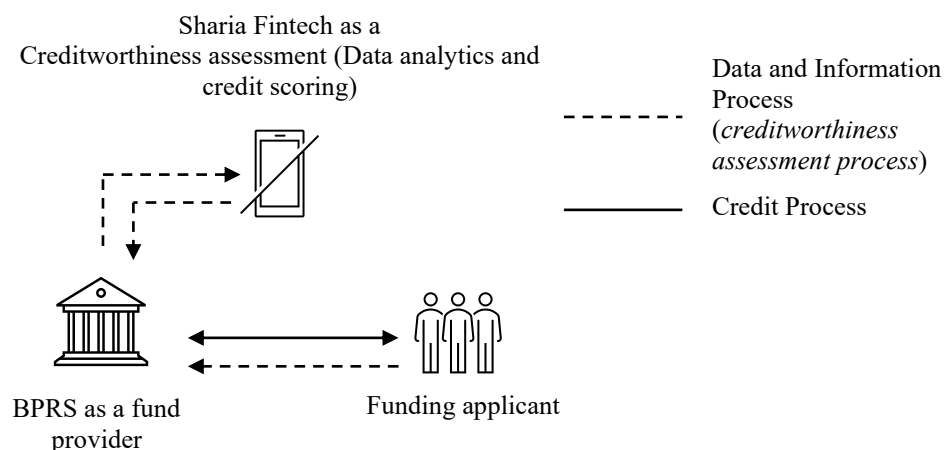 Sharia Fintech as a
Creditworthiness assessment (Data analytics and
credit scoring)
Data and Information
Process
(creditworthiness
assessment process)
Credit Process
BPRS as a fund
provider
Funding applicant